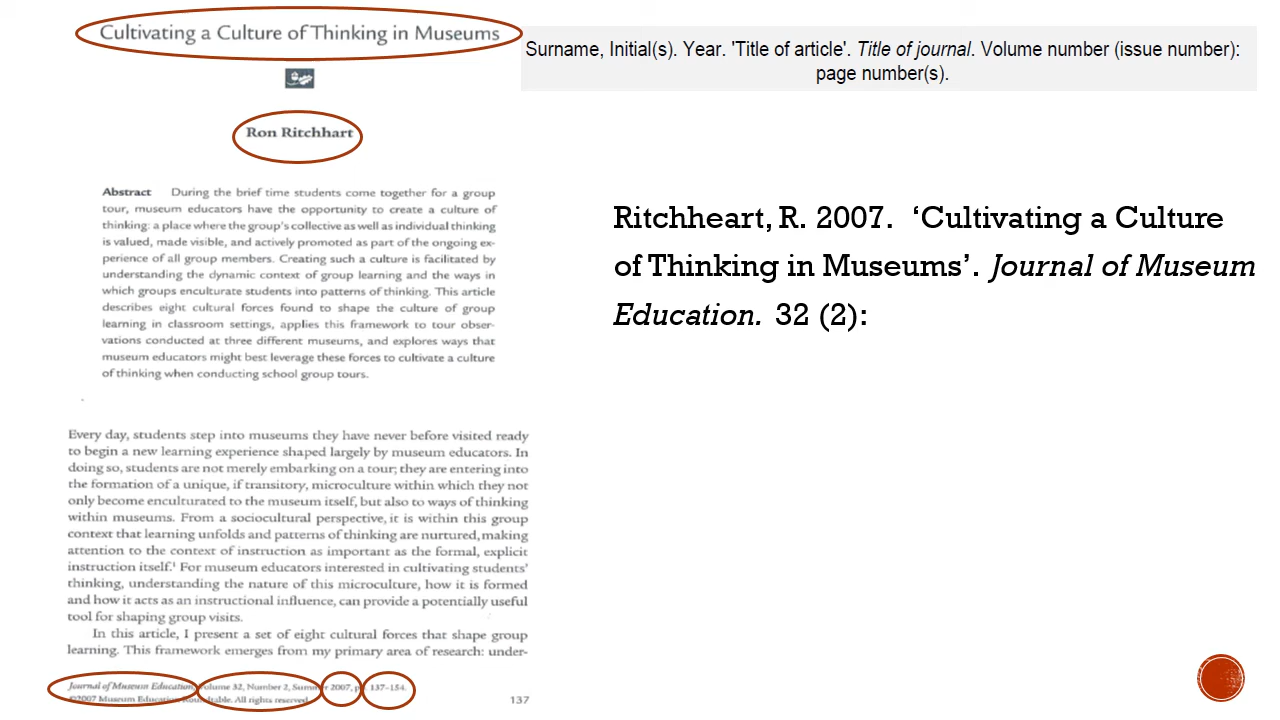 Cultivating a Culture of Thinking in Museums
Ron Ritchhart
Abstract During the brief time students come together for a group
tour, museum educators have the opportunity to create a culture of
thinking: a place where the group's collective as well as individual thinking
is valued, made visible, and actively promoted as part of the ongoing ex-
perience of all group members. Creating such a culture is facilitated by
understanding the dynamic context of group learning and the ways in
which groups enculturate students into patterns of thinking. This article
describes eight cultural forces found to shape the culture of group
learning in classroom settings, applies this framework to tour obser-
vations conducted at three different museums, and explores ways that
museum educators might best leverage these forces to cultivate a culture
of thinking when conducting school group tours.
Every day, students step into museums they have never before visited ready
to begin a new learning experience shaped largely by museum educators. In
doing so, students are not merely embarking on a tour; they are entering into
the formation of a unique, if transitory, microculture within which they not
only become enculturated to the museum itself, but also to ways of thinking
within museums. From a sociocultural perspective, it is within this group
context that learning unfolds and patterns of thinking are nurtured, making
attention to the context of instruction as important as the formal, explicit
instruction itself.¹ For museum educators interested in cultivating students'
thinking, understanding the nature of this microculture, how it is formed
and how it acts as an instructional influence, can provide a potentially useful
tool for shaping group visits.
In this article, I present a set of eight cultural forces that shape group
learning. This framework emerges from my primary area of research: under-
Journal of Museum Education, Volume 32, Number 2, Summer 2007, pp. 137–154.
©2007 Museum Education Roundtable. All rights reserved.
137
Surname, Initial(s). Year. 'Title of article'. Title of journal. Volume number (issue number):
page number(s).
Ritchheart, R. 2007. ‘Cultivating a Culture
of Thinking in Museums’. Journal of Museum
Education. 32 (2):